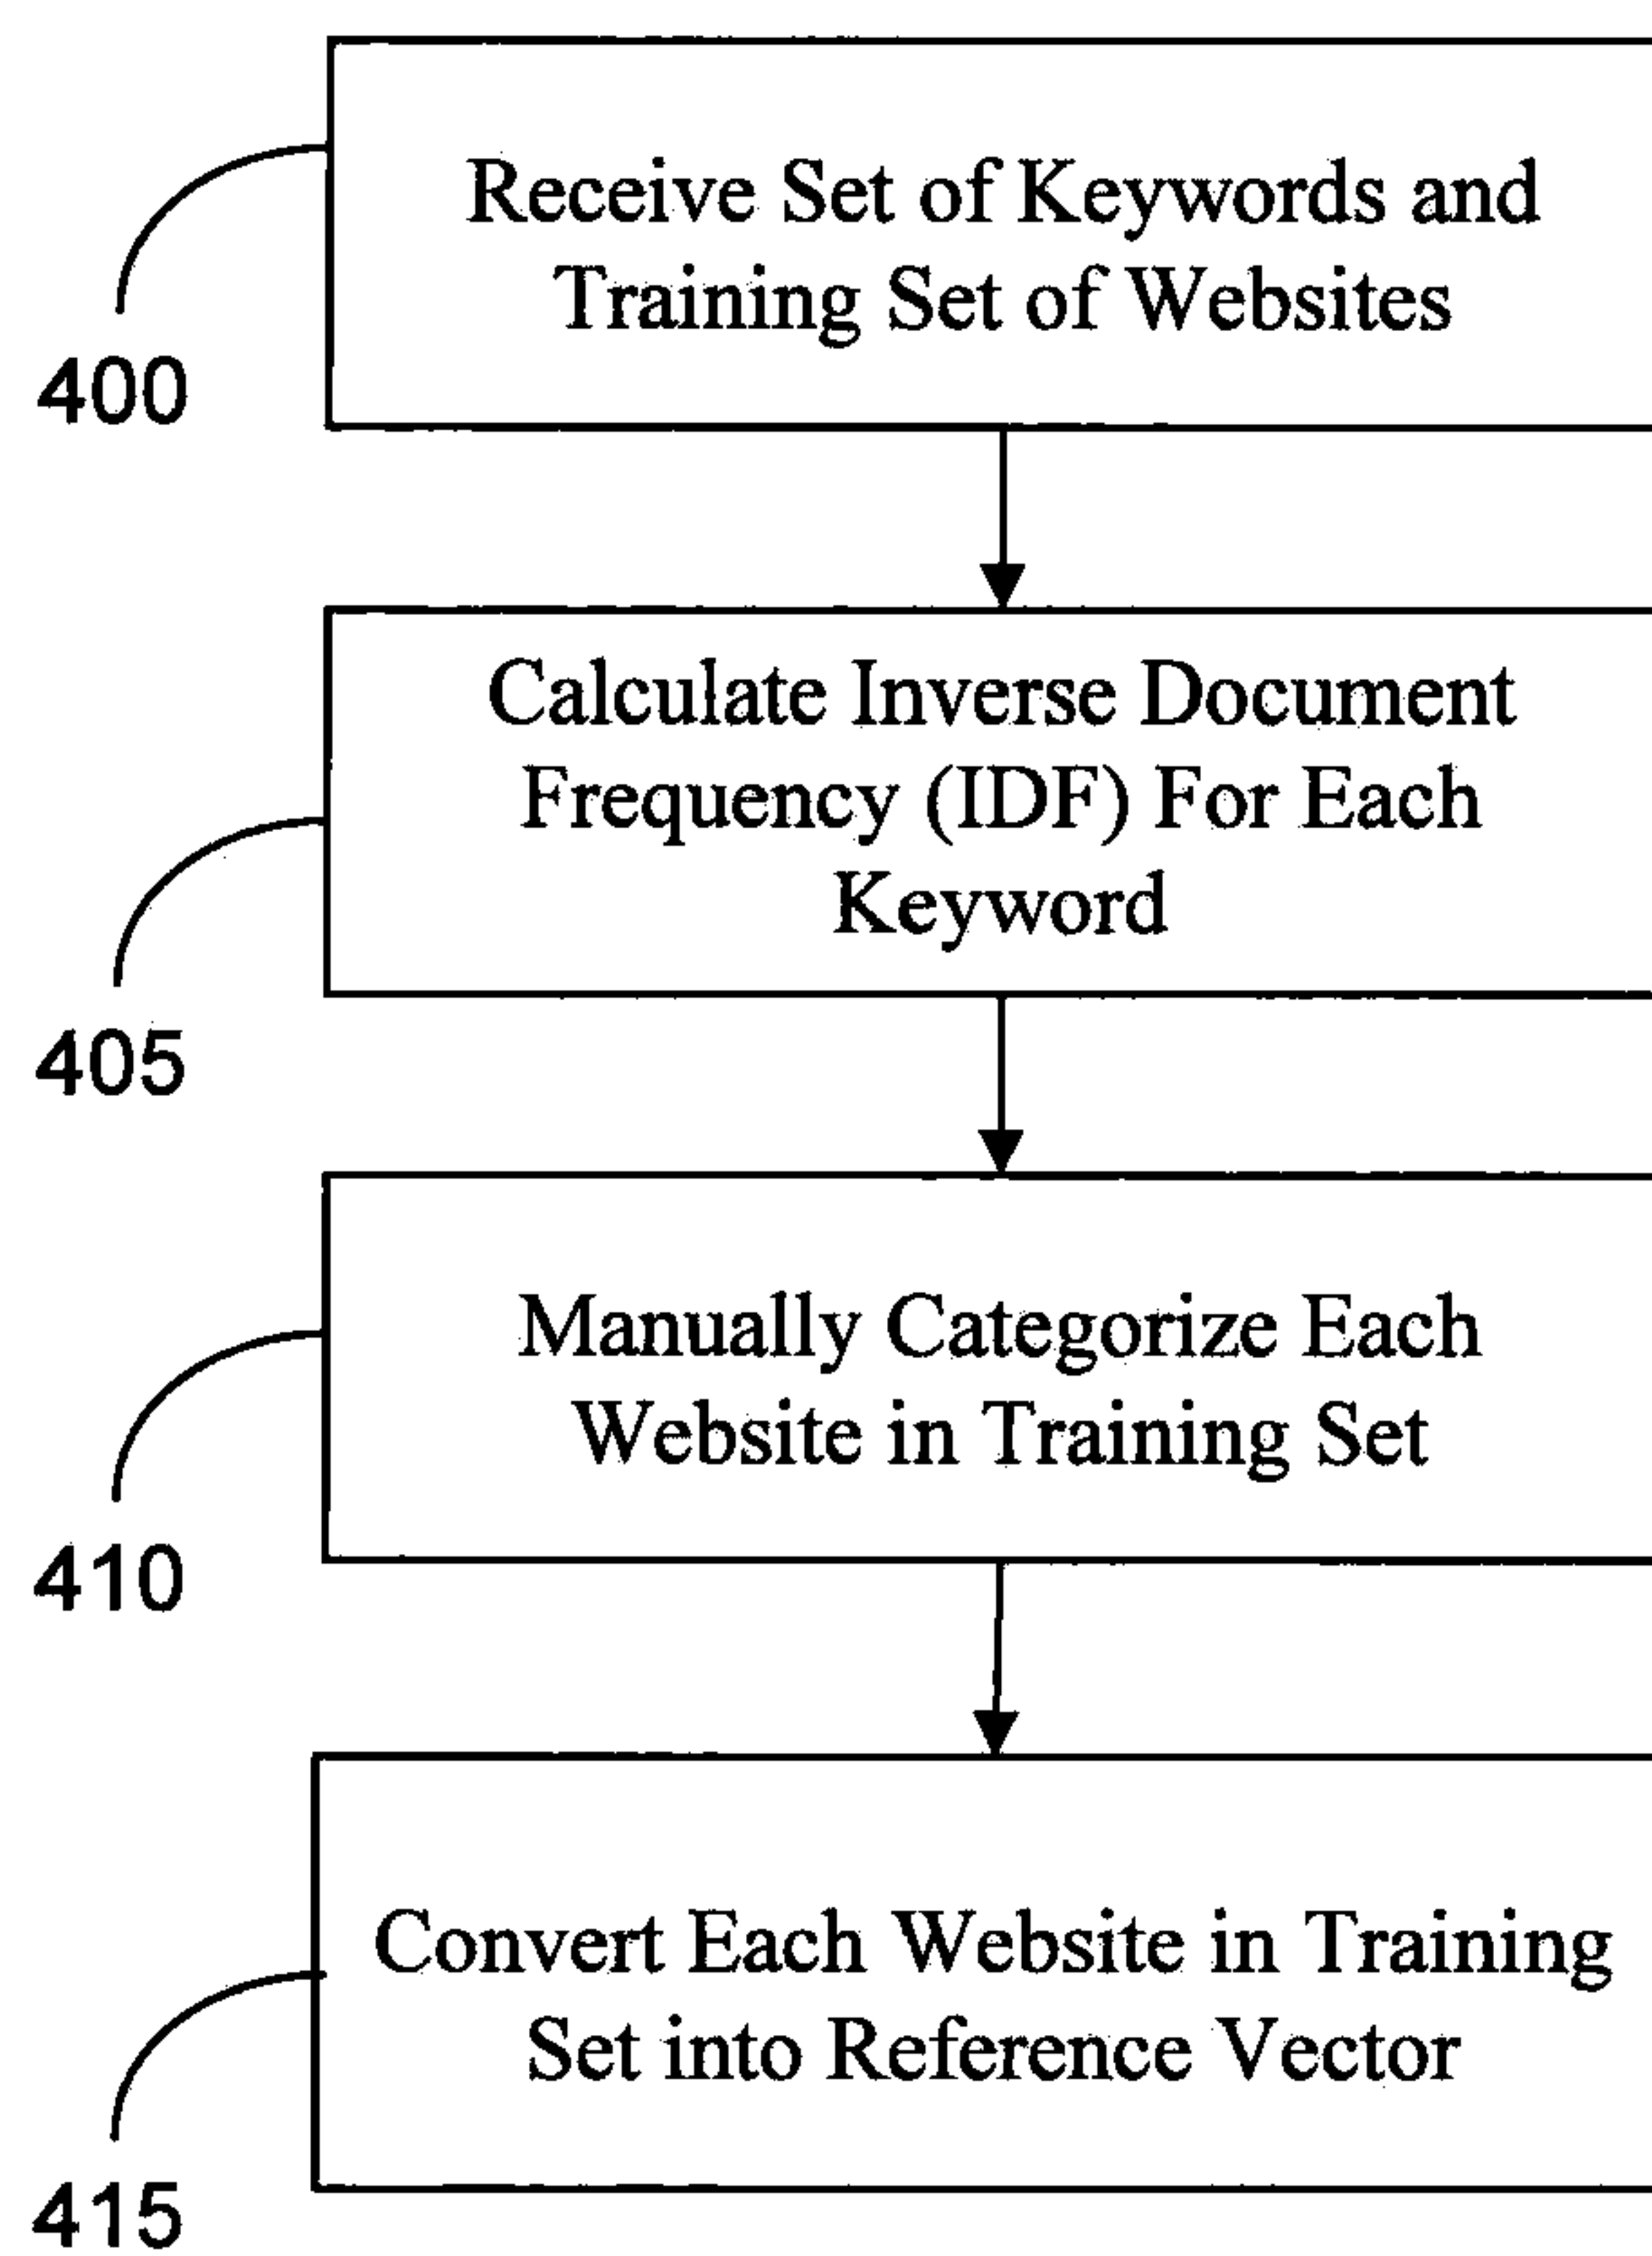 Receive Set of Keywords and
Training Set of Websites
400
Calculate Inverse Document
Frequency (IDF) For Each
Keyword
405
Manually Categorize Each
Website in Training Set
410
Convert Each Website in Training
Set into Reference Vector
415